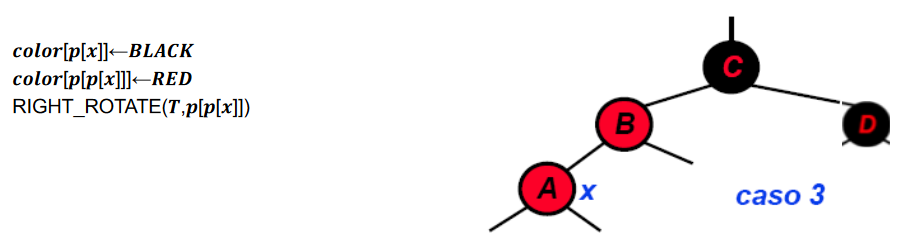 color[p[x]]←BLACK
color[p[p[x]]]←RED
RIGHT_ROTATE(T,p[p[x]])
C
B
D
A x
caso 3